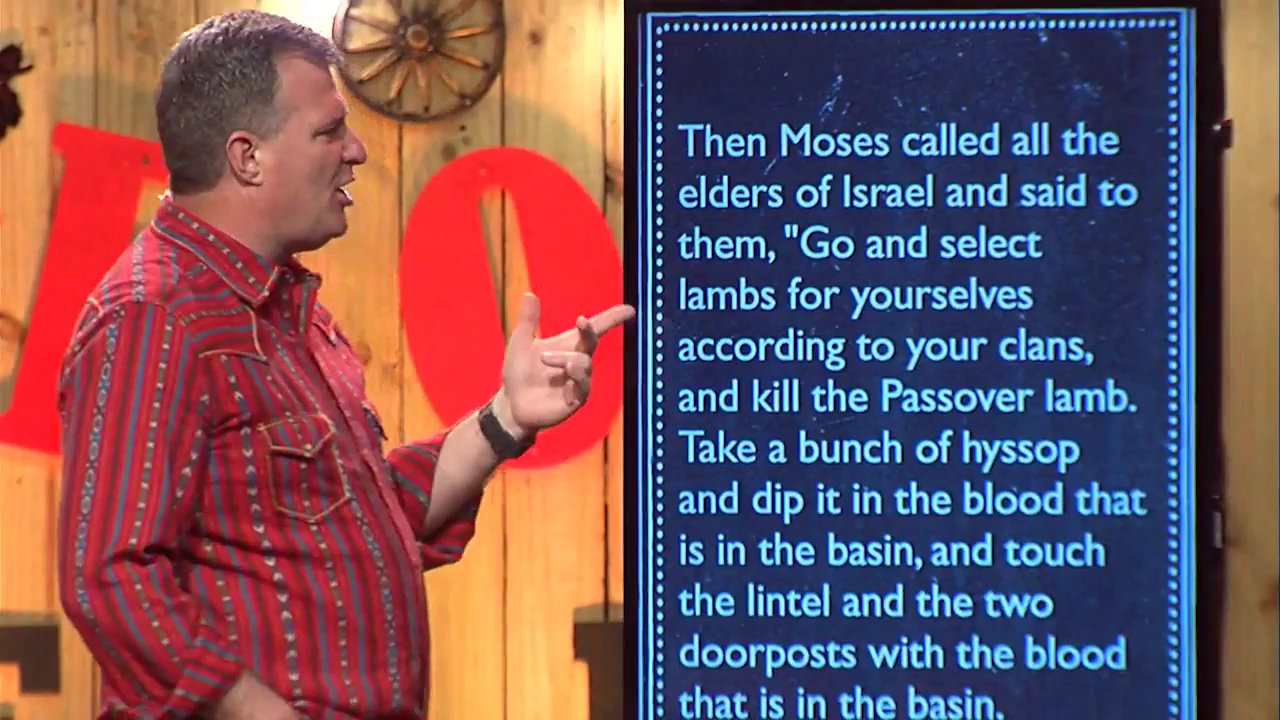 Then Moses called all the
elders of Israel and said to
them, "Go and select
lambs for yourselves
according to your clans,
and kill the Passover lamb.
Take a bunch of hyssop
and dip it in the blood that
is in the basin, and touch
the lintel and the two
doorposts with the blood
that is in the basin.